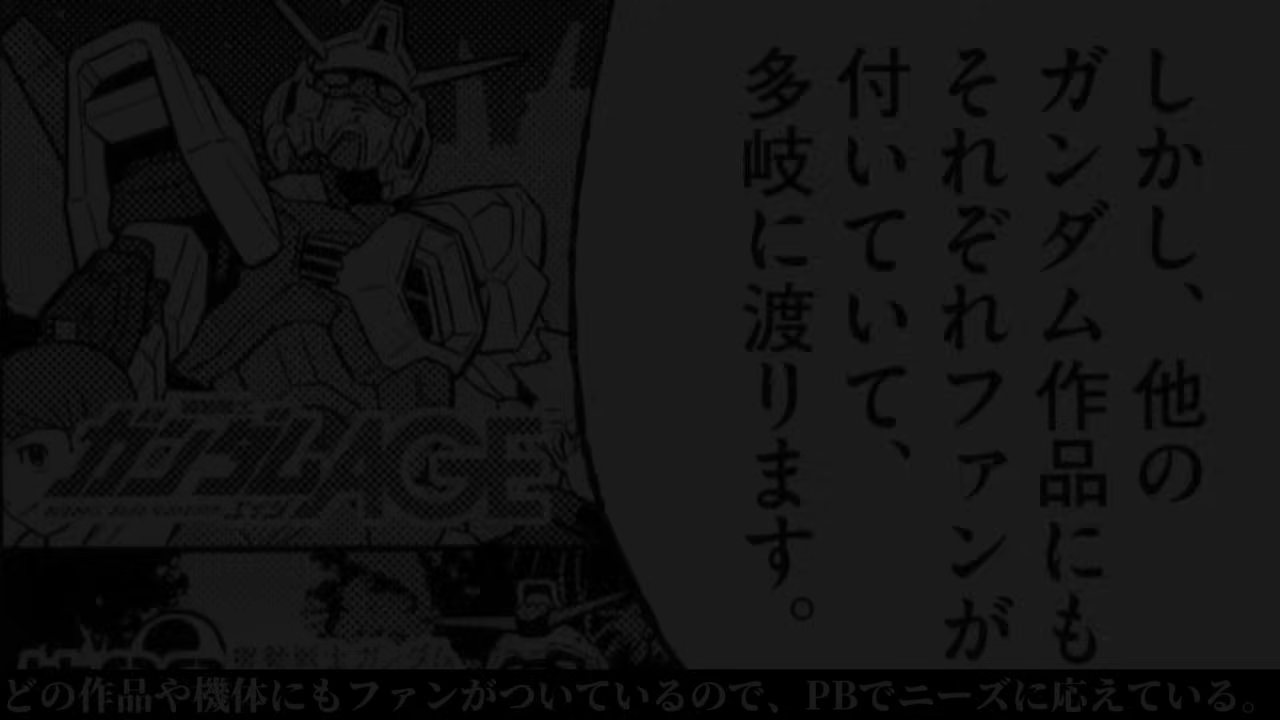 しかし、他の
ガンダム作品にも
それぞれファンが
付いていて、
多岐に渡ります。
ガンダムAGE
エイジ
どの作品や機体にもファンがついているので、PBでニーズに応えている。